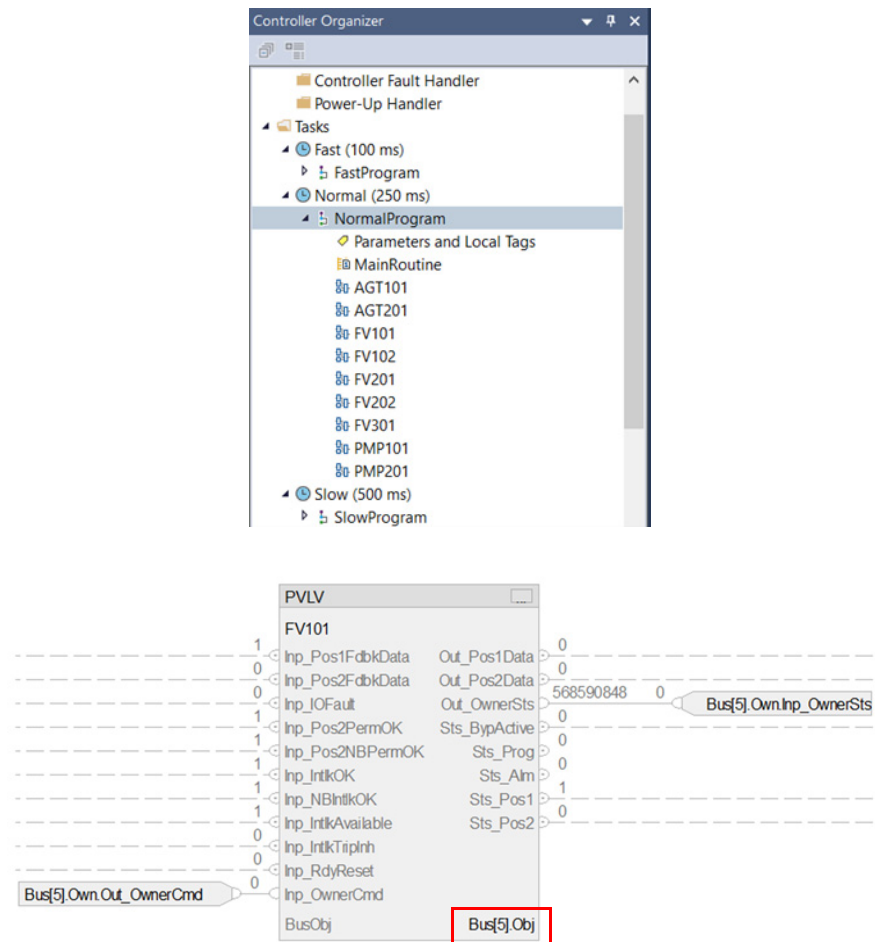 Controller Organizer
Controller Fault Handler
Power-Up Handler
Tasks
Fast (100 ms)
FastProgram
Normal (250 ms)
NormalProgram
Parameters and Local Tags
MainRoutine
AGT101
AGT201
FV101
FV102
FV201
FV202
FV301
PMP101
PMP201
Slow (500 ms)
SlowProgram
PVLV
...
FV101
1 Inp_Pos1FdbkData Out_Pos1Data 0
0 Inp_Pos2FdbkData Out_Pos2Data 0
0 Inp_IOFault Out_OwnerSts 568590848 0 Bus[5].Own.Inp_OwnerSts
1 Inp_Pos2PermOK Sts_BypActive 0
1 Inp_Pos2NBPermOK Sts_Prog 0
1 Inp_IntlkOK Sts_Alm 0
1 Inp_NBIntlkOK Sts_Pos1 1
1 Inp_IntlkAvailable Sts_Pos2 0
0 Inp_IntlkTripInh
0 Inp_RdyReset
Bus[5].Own.Out_OwnerCmd 0 Inp_OwnerCmd
BusObj Bus[5].Obj